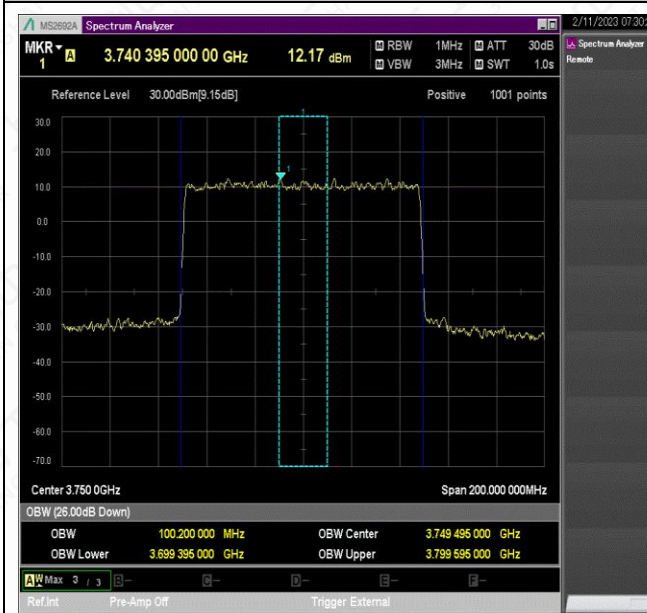 MS2692A Spectrum Analyzer
2/11/2023 07:30:
MKR 1 A 3.740 395 000 00 GHz 12.17 dBm M RBW 1MHz M ATT 30dB
M VBW 3MHz M SWT 1.0s
Spectrum Analyzer
Remote
Reference Level 30.00dBm[9.15dB] Positive 1001 points
1
30.0
20.0
1
10.0
0.0
-10.0
-20.0
-30.0
-40.0
-50.0
-60.0
-70.0
Center 3.750 0GHz Span 200.000 000MHz
OBW (26.00dB Down)
OBW 100.200 000 MHz OBW Center 3.749 495 000 GHz
OBW Lower 3.699 395 000 GHz OBW Upper 3.799 595 000 GHz
A W Max 3 / 3 B- C- D- E- F-
Ref.Int Pre-Amp Off Trigger External